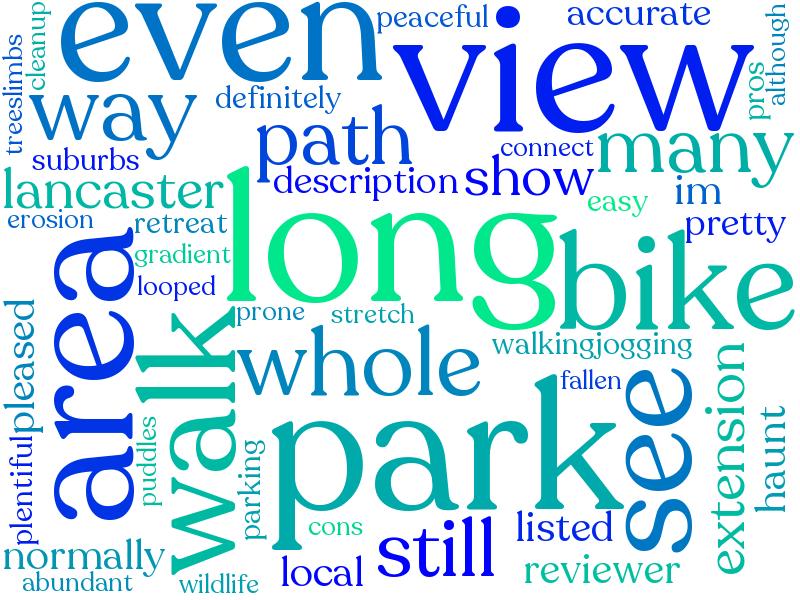 even
peaceful
accurate
although
pros
cleanup
treeslimbs
view
way
definitely
path
connect
many
suburbs
description
show
im
lancaster
easy
erosion
retreat
pretty
gradient
long
looped
area
bike
prone
stretch
pleased
walk
whole
walkingjogging
fallen
park
see
extension
haunt
plentiful
puddles
parking
cons
still
listed
normally
local
reviewer
abundant
wildlife